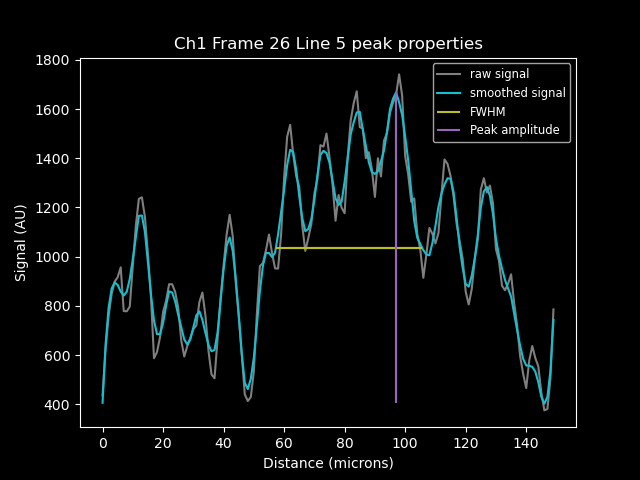 Ch1 Frame 26 Line 5 peak properties
raw signal
smoothed signal
FWHM
Peak amplitude
Signal (AU)
1800
1600
1400
1200
1000
800
600
400
0 20 40 60 80 100 120 140
Distance (microns)